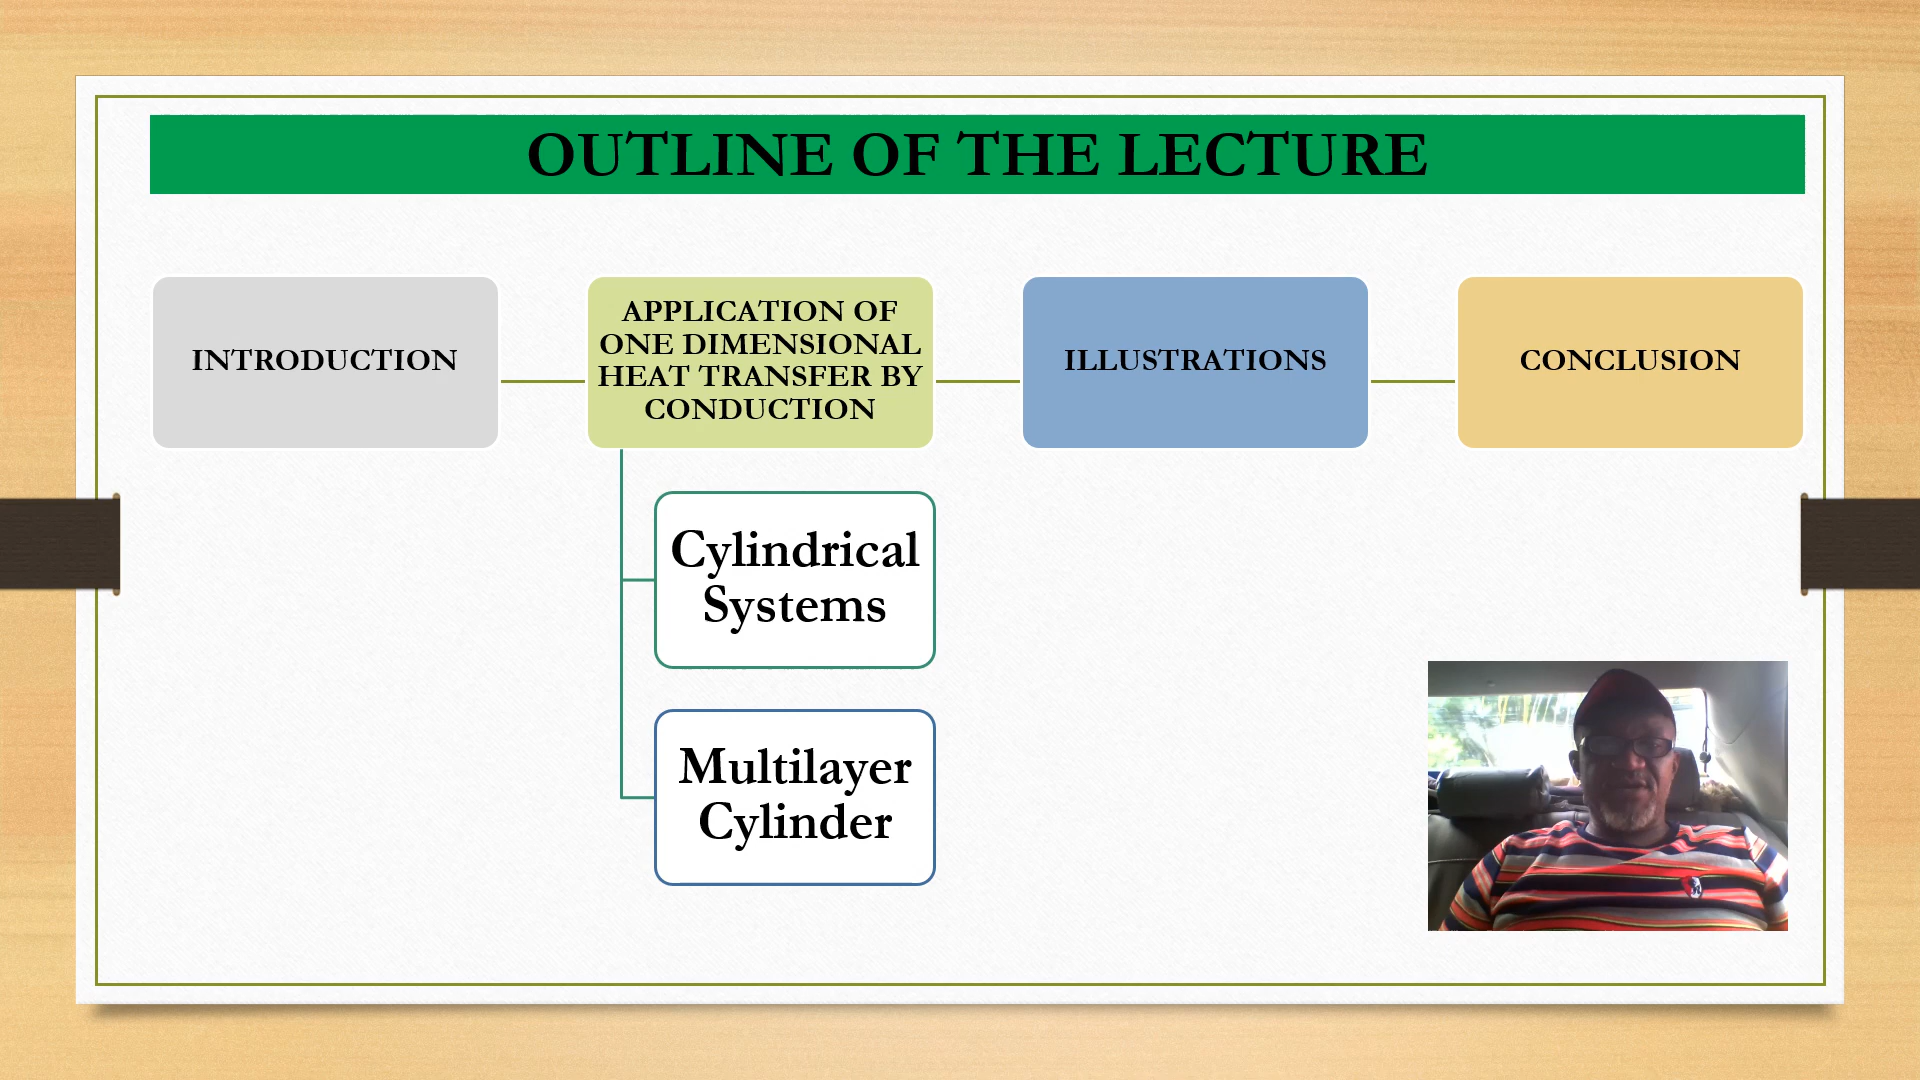 OUTLINE OF THE LECTURE
INTRODUCTION
APPLICATION OF
ONE DIMENSIONAL
HEAT TRANSFER BY
CONDUCTION
ILLUSTRATIONS
CONCLUSION
Cylindrical
Systems
Multilayer
Cylinder